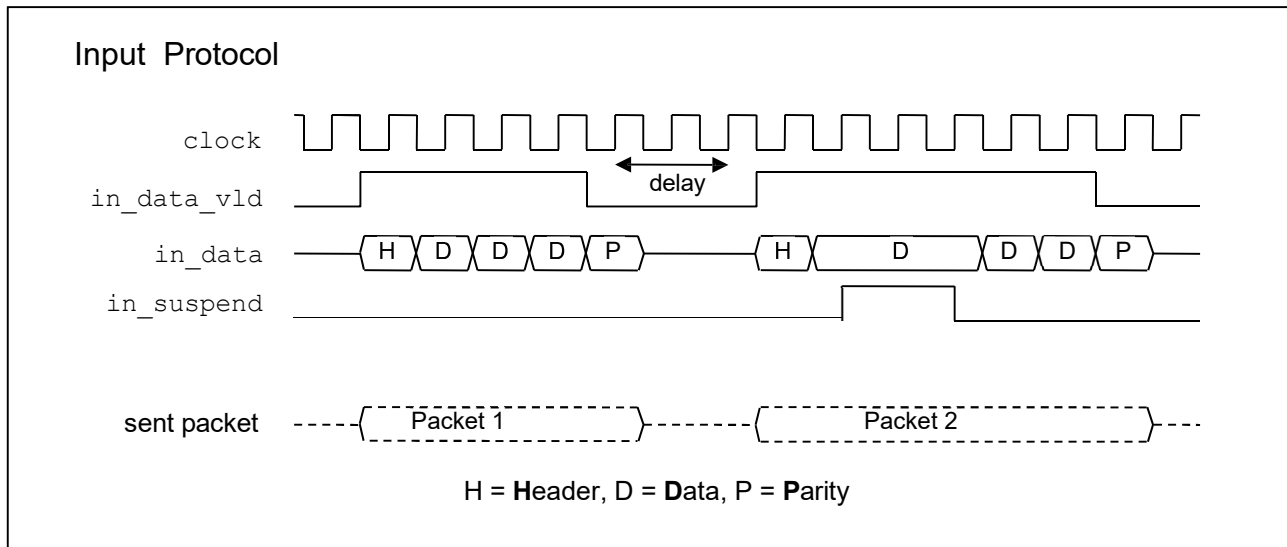 Input Protocol
clock
delay
in_data_vld
in_data H D D D P H D D D P
in_suspend
sent packet Packet 1 Packet 2
H = Header, D = Data, P = Parity